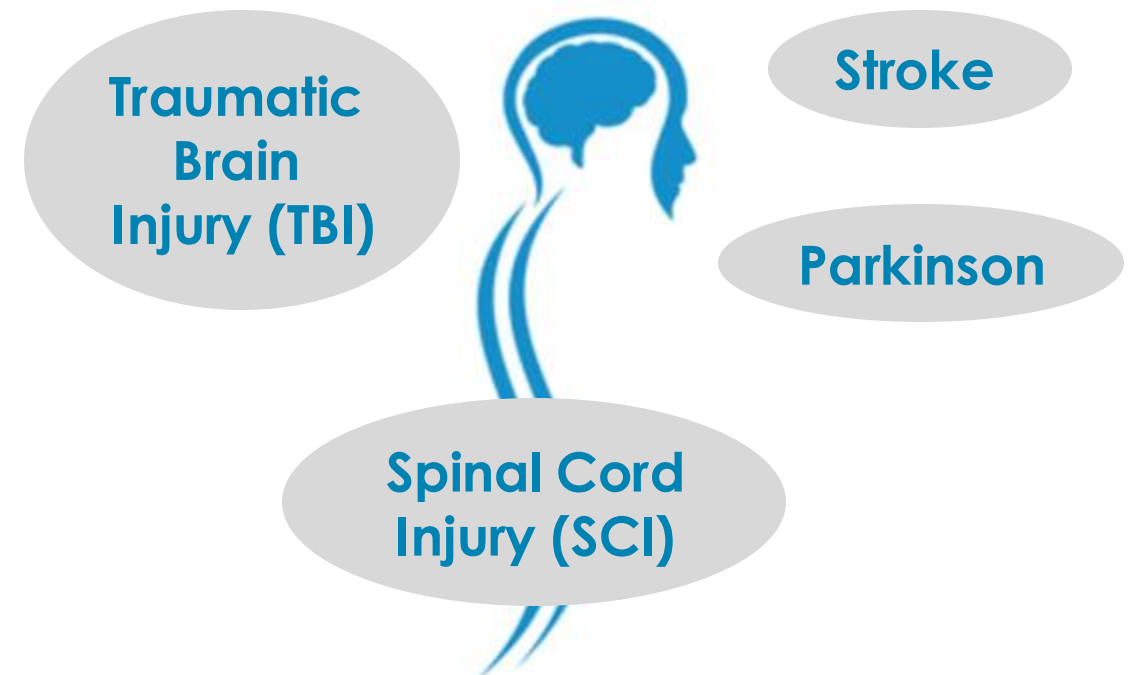 Traumatic
Brain
Injury (TBI)
Stroke
Parkinson
Spinal Cord
Injury (SCI)